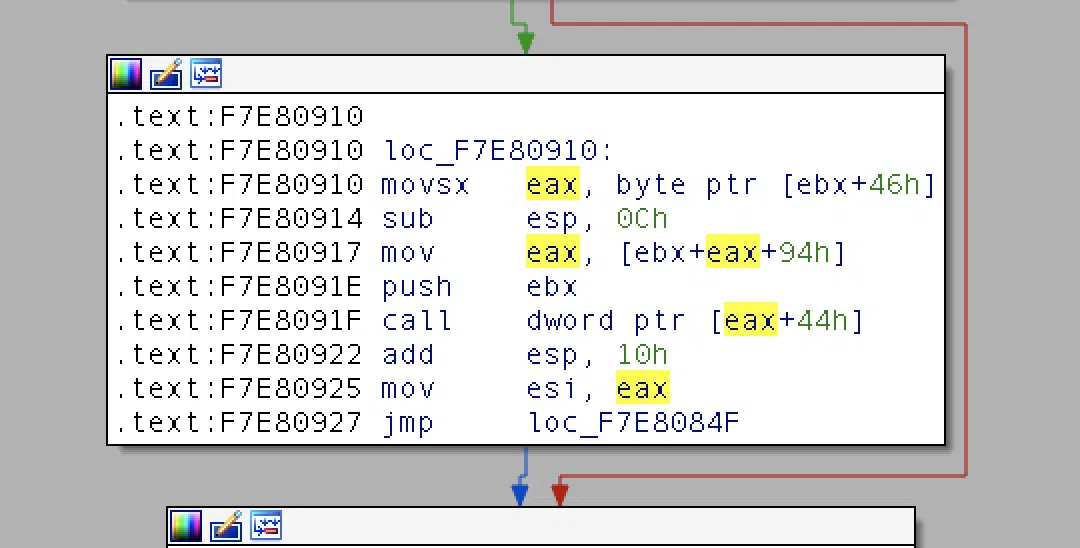 .text:F7E80910
.text:F7E80910 loc_F7E80910:
.text:F7E80910 movsx eax, byte ptr [ebx+46h]
.text:F7E80914 sub esp, 0Ch
.text:F7E80917 mov eax, [ebx+eax+94h]
.text:F7E8091E push ebx
.text:F7E8091F call dword ptr [eax+44h]
.text:F7E80922 add esp, 10h
.text:F7E80925 mov esi, eax
.text:F7E80927 jmp loc_F7E8084F